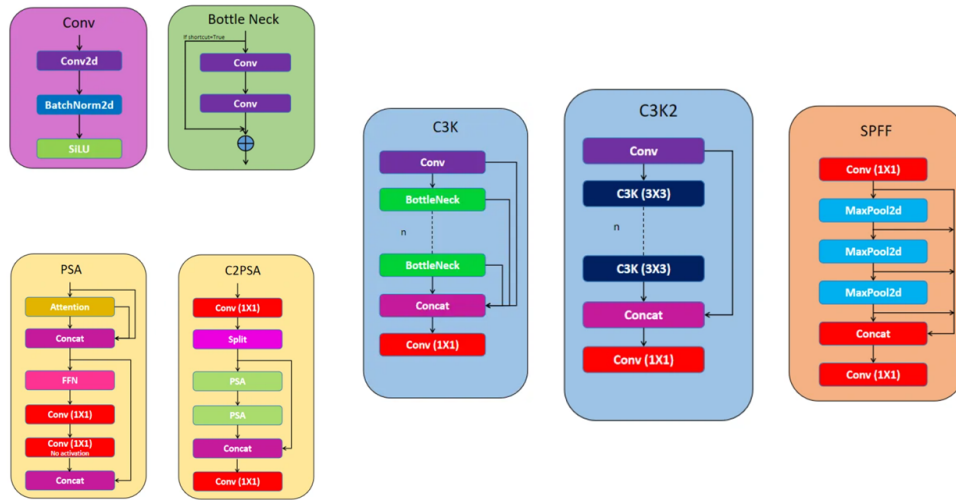 Conv
Conv2d
BatchNorm2d
SiLU
Bottle Neck
If shortcut=True
Conv
Conv
C3K
Conv
BottleNeck
n
BottleNeck
Concat
Conv (1X1)
C3K2
Conv
C3K (3X3)
n
C3K (3X3)
Concat
Conv (1X1)
SPFF
Conv (1X1)
MaxPool2d
MaxPool2d
MaxPool2d
Concat
Conv (1X1)
PSA
Attention
Concat
FFN
Conv (1X1)
Conv (1X1)
No activation
Concat
C2PSA
Conv (1X1)
Split
PSA
PSA
Concat
Conv (1X1)